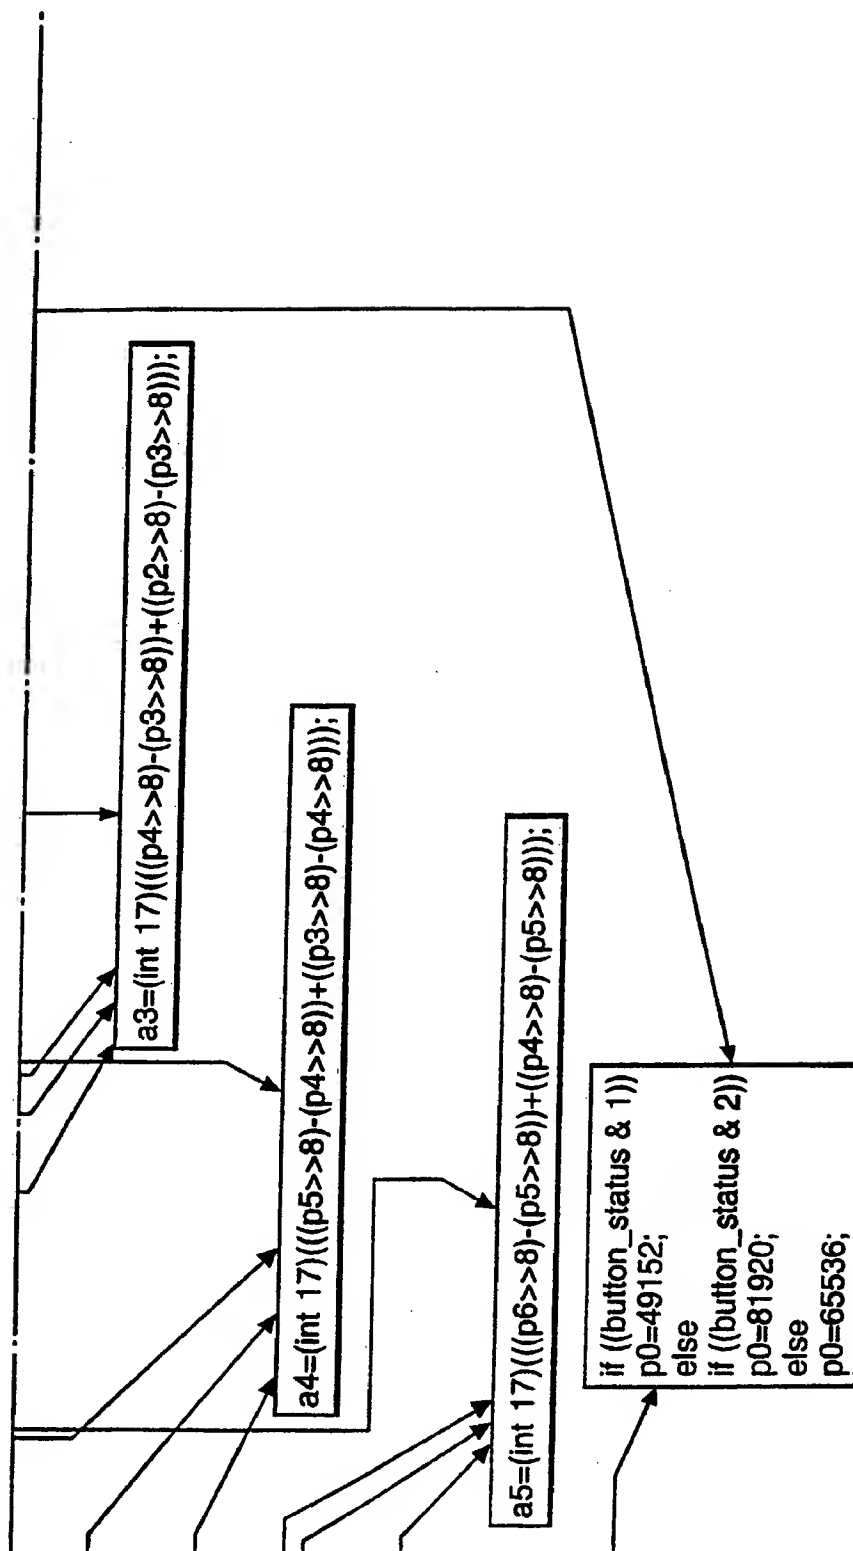 a3=(int 17)(((p4>>8)-(p3>>8))+((p2>>8)-(p3>>8)));
a4=(int 17)(((p5>>8)-(p4>>8))+((p3>>8)-(p4>>8)));
a5=(int 17)(((p6>>8)-(p5>>8))+((p4>>8)-(p5>>8)));
if ((button_status & 1))
p0=49152;
else
if ((button_status & 2))
p0=81920;
else
p0=65536;